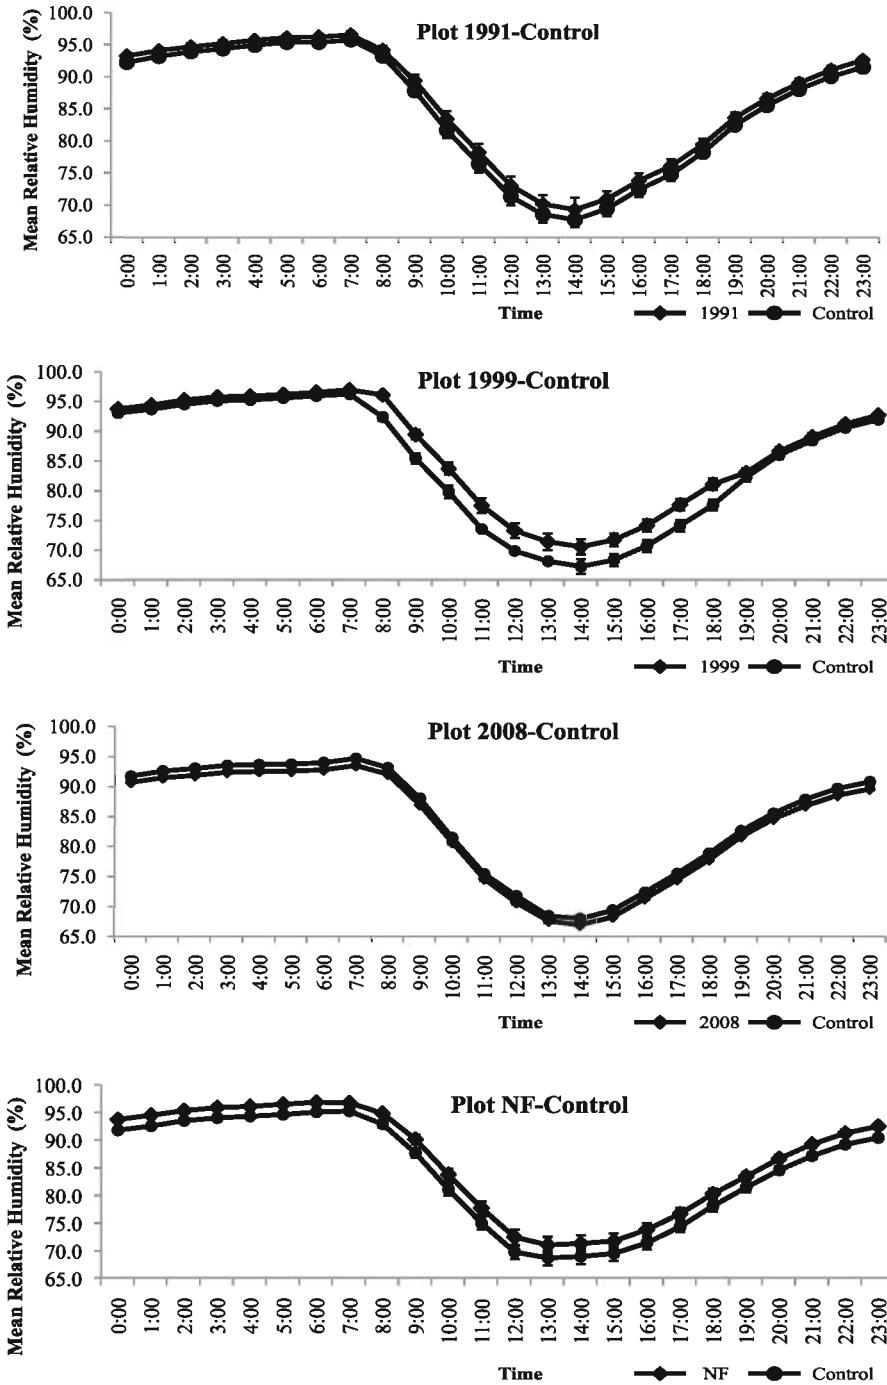 Plot 1991-Control
Mean Relative Humidity (%)
100.0
95.0
90.0
85.0
80.0
75.0
70.0
65.0
0:00 1:00 2:00 3:00 4:00 5:00 6:00 7:00 8:00 9:00 10:00 11:00 12:00 13:00 14:00 15:00 16:00 17:00 18:00 19:00 20:00 21:00 22:00 23:00
Time
1991 Control
Plot 1999-Control
Mean Relative Humidity (%)
100.0
95.0
90.0
85.0
80.0
75.0
70.0
65.0
0:00 1:00 2:00 3:00 4:00 5:00 6:00 7:00 8:00 9:00 10:00 11:00 12:00 13:00 14:00 15:00 16:00 17:00 18:00 19:00 20:00 21:00 22:00 23:00
Time
1999 Control
Plot 2008-Control
Mean Relative Humidity (%)
100.0
95.0
90.0
85.0
80.0
75.0
70.0
65.0
0:00 1:00 2:00 3:00 4:00 5:00 6:00 7:00 8:00 9:00 10:00 11:00 12:00 13:00 14:00 15:00 16:00 17:00 18:00 19:00 20:00 21:00 22:00 23:00
Time
2008 Control
Plot NF-Control
Mean Relative Humidity (%)
100.0
95.0
90.0
85.0
80.0
75.0
70.0
65.0
0:00 1:00 2:00 3:00 4:00 5:00 6:00 7:00 8:00 9:00 10:00 11:00 12:00 13:00 14:00 15:00 16:00 17:00 18:00 19:00 20:00 21:00 22:00 23:00
Time
NF Control